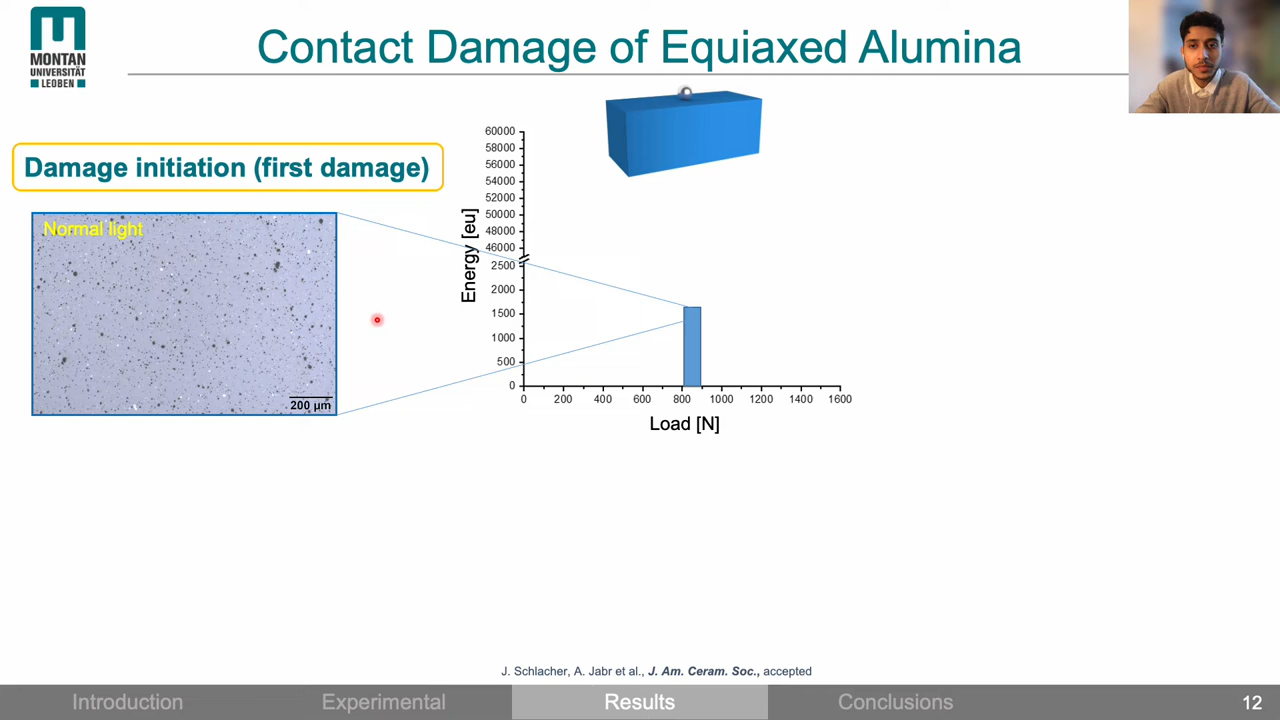 MONTAN
UNIVERSITÄT
LEOBEN
Contact Damage of Equiaxed Alumina
Damage initiation (first damage)
Normal light
200 µm
Energy [eu]
60000
58000
56000
54000
52000
50000
48000
46000
2500
2000
1500
1000
500
0
0 200 400 600 800 1000 1200 1400 1600
Load [N]
J. Schlacher, A. Jabr et al., J. Am. Ceram. Soc., accepted
Introduction Experimental Results Conclusions 12